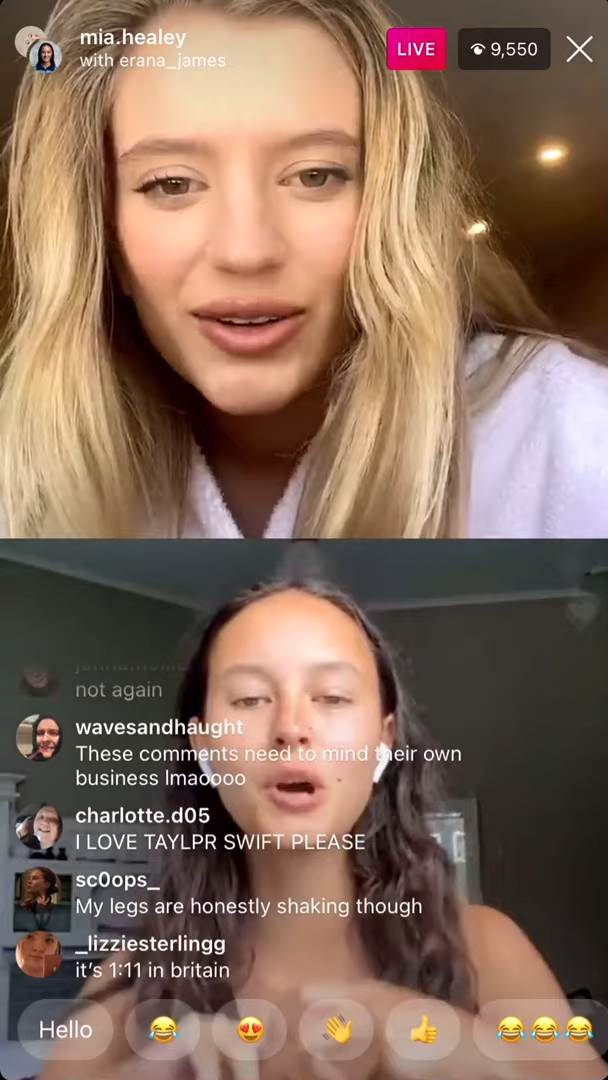 mia.healey
with erana_james
LIVE
9,550
not again
wavesandhaught
These comments need to mind their own
business lmaoooo
charlotte.d05
I LOVE TAYLPR SWIFT PLEASE
sc0ops_
My legs are honestly shaking though
_lizziesterlingg
it's 1:11 in britain
Hello